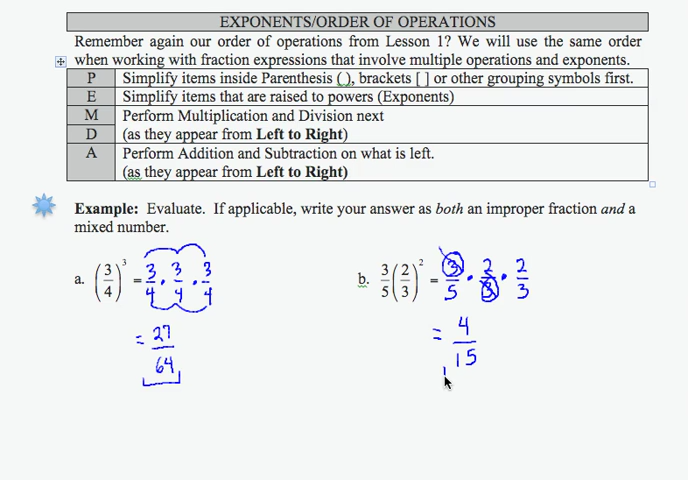 EXPONENTS/ORDER OF OPERATIONS
Remember again our order of operations from Lesson 1? We will use the same order
when working with fraction expressions that involve multiple operations and exponents.
P Simplify items inside Parenthesis ( ), brackets [ ] or other grouping symbols first.
E Simplify items that are raised to powers (Exponents)
M Perform Multiplication and Division next
D (as they appear from Left to Right)
A Perform Addition and Subtraction on what is left.
(as they appear from Left to Right)
Example: Evaluate. If applicable, write your answer as both an improper fraction and a
mixed number.
a. (3/4)³ = 3/4 · 3/4 · 3/4
= 27/64
b. 3/5 (2/3)² = 3/5 · 2/3 · 2/3
= 4/15